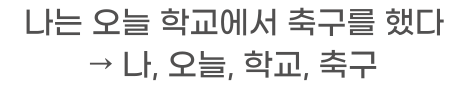 나는 오늘 학교에서 축구를 했다
→ 나, 오늘, 학교, 축구